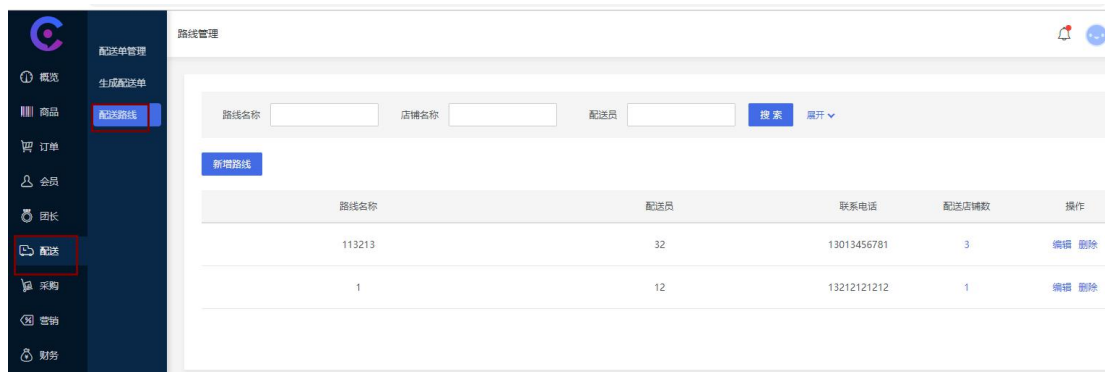 路线管理
概览
商品
订单
会员
团长
配送
采购
营销
财务
配送单管理
生成配送单
配送路线
路线名称 店铺名称 配送员 搜索 展开
新增路线
路线名称 配送员 联系电话 配送店铺数 操作
113213 32 13013456781 3 编辑 删除
1 12 13212121212 1 编辑 删除